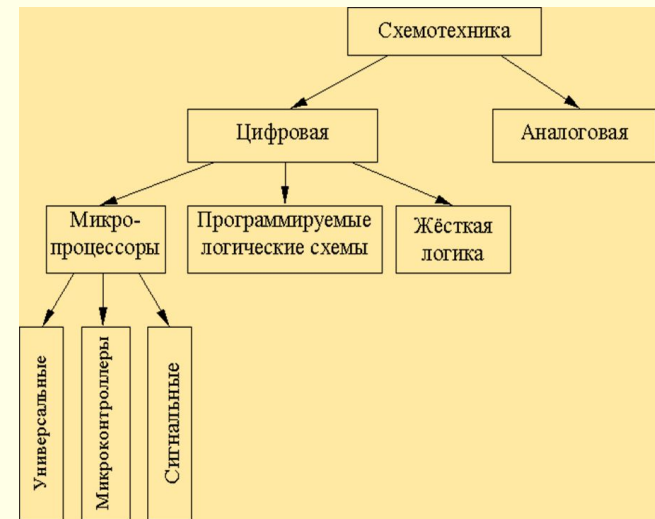 Схемотехника
Цифровая
Аналоговая
Микро-
процессоры
Программируемые
логические схемы
Жёсткая
логика
Универсальные
Микроконтроллеры
Сигнальные